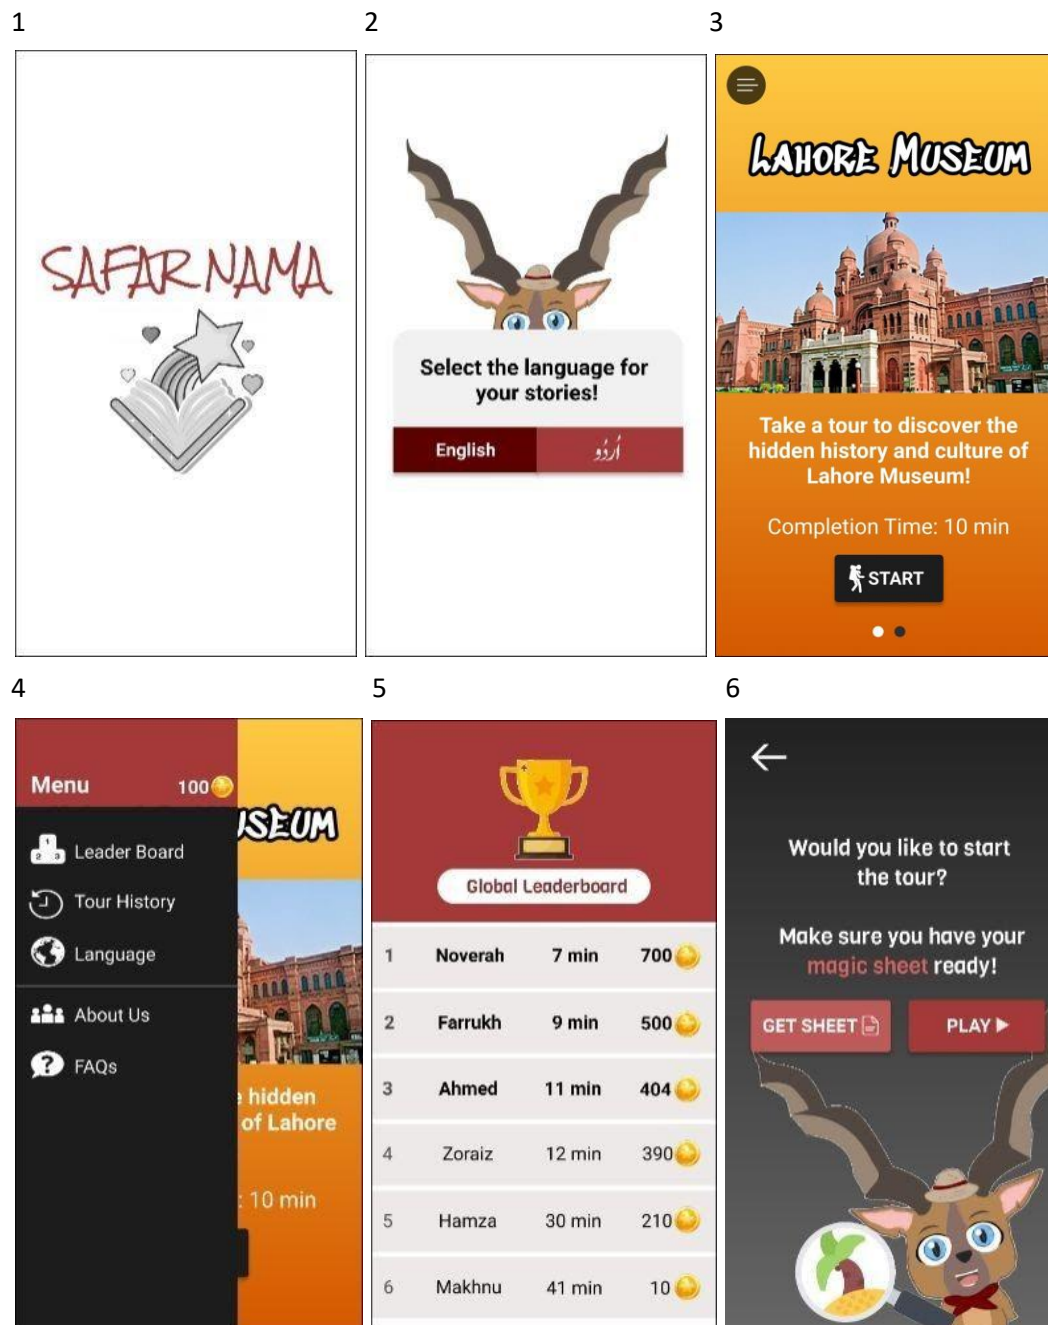 1
2
3
SAFAR NAMA
Select the language for
your stories!
English
اُردُو
LAHORE MUSEUM
Take a tour to discover the
hidden history and culture of
Lahore Museum!
Completion Time: 10 min
START
4
5
6
Menu
100
Leader Board
Tour History
Language
About Us
FAQs
USEUM
e hidden
of Lahore
: 10 min
Global Leaderboard
1 Noverah 7 min 700
2 Farrukh 9 min 500
3 Ahmed 11 min 404
4 Zoraiz 12 min 390
5 Hamza 30 min 210
6 Makhnu 41 min 10
Would you like to start
the tour?
Make sure you have your
magic sheet ready!
GET SHEET
PLAY